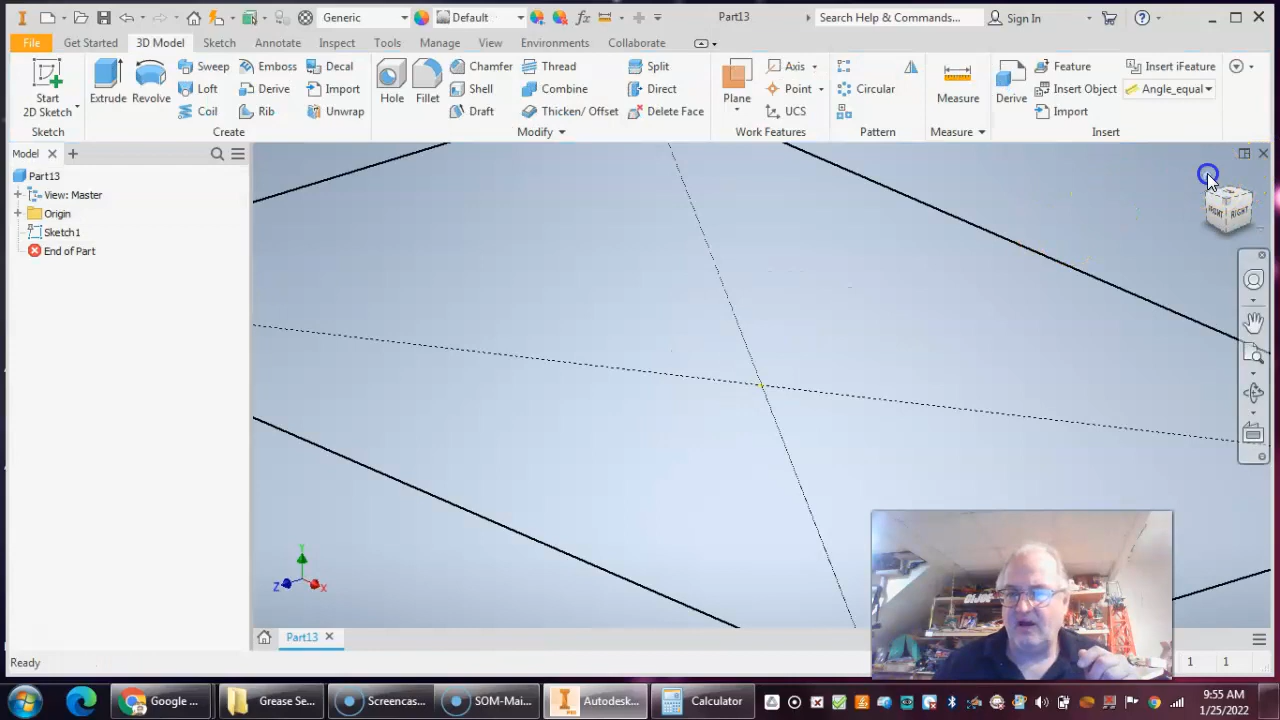 Generic
Default
Part13
Search Help & Commands...
Sign In
File
Get Started
3D Model
Sketch
Annotate
Inspect
Tools
Manage
View
Environments
Collaborate
Start
2D Sketch
Sketch
Extrude
Revolve
Sweep
Emboss
Decal
Loft
Derive
Import
Coil
Rib
Unwrap
Create
Hole
Fillet
Chamfer
Thread
Split
Shell
Combine
Direct
Draft
Thicken/ Offset
Delete Face
Modify
Plane
Axis
Point
UCS
Work Features
Circular
Pattern
Measure
Measure
Derive
Feature
Insert iFeature
Insert Object
Angle_equal
Import
Insert
Model
Part13
View: Master
Origin
Sketch1
End of Part
RIGHT
Y
Z
X
Part13
Ready
1 1
Google ...
Grease Se...
Screencas...
SOM-Mai...
Autodesk...
Calculator
9:55 AM
1/25/2022